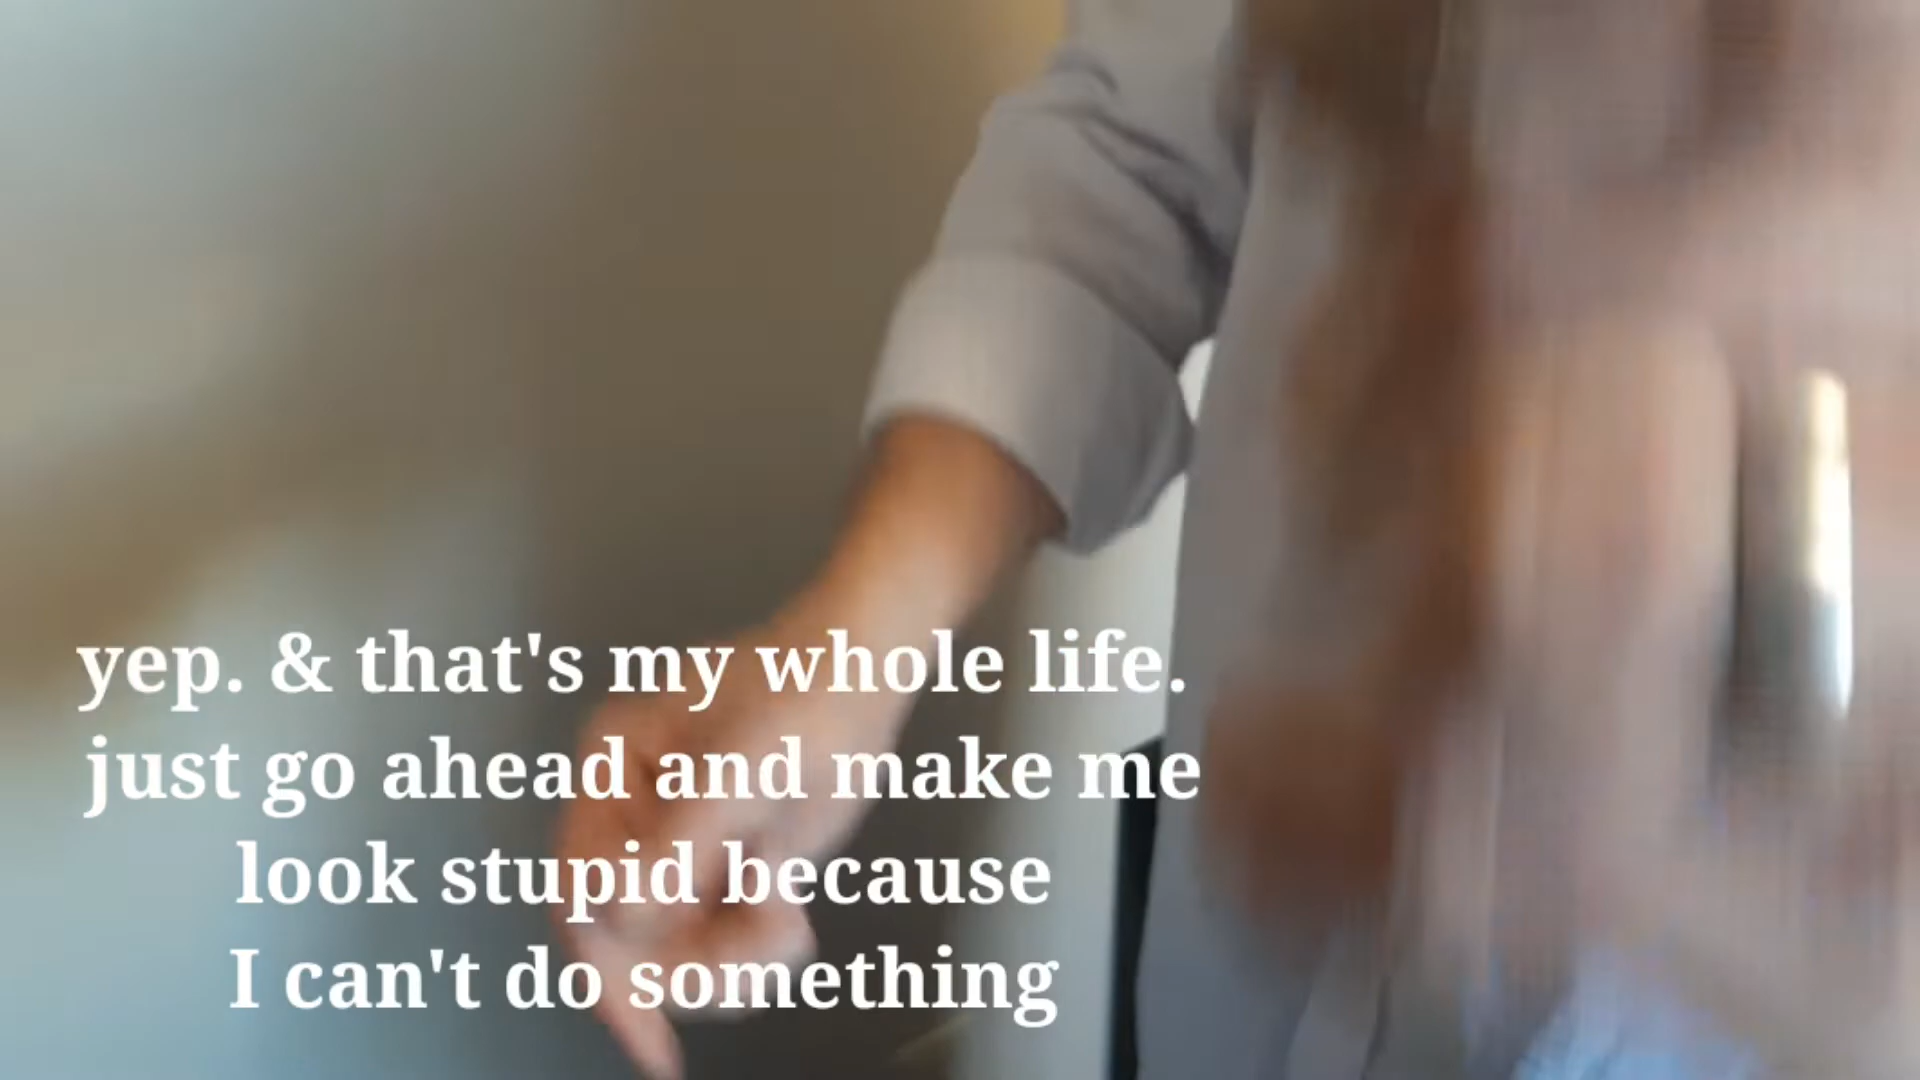 yep. & that's my whole life.
just go ahead and make me
look stupid because
I can't do something